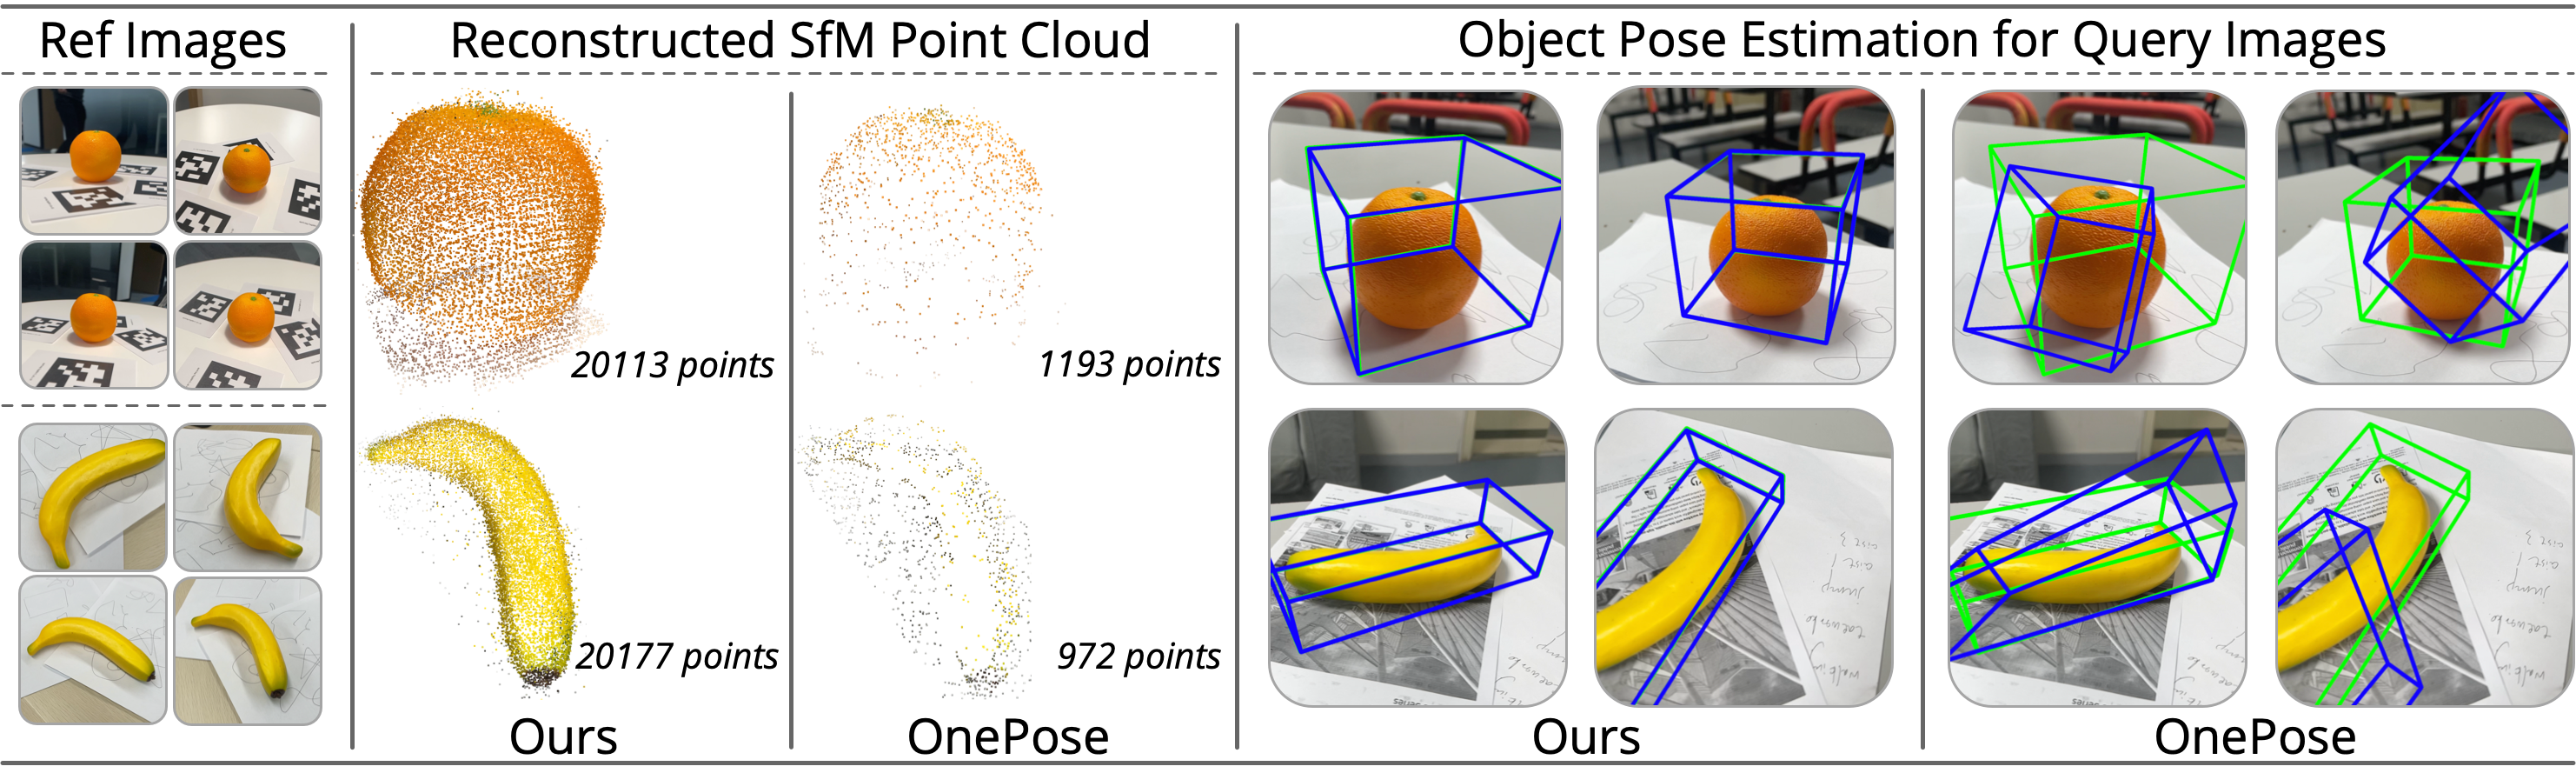 Ref Images
Reconstructed SfM Point Cloud
Object Pose Estimation for Query Images
20113 points
1193 points
20177 points
972 points
Ours
OnePose
Ours
OnePose